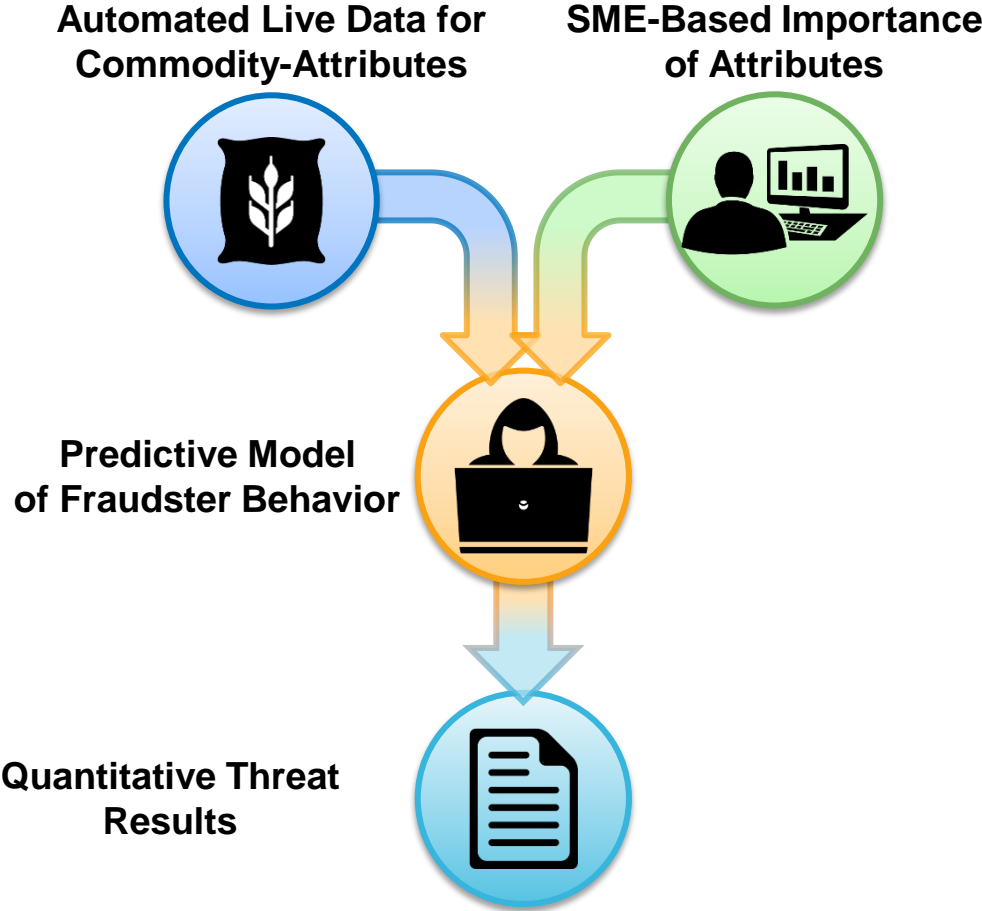 Automated Live Data for
Commodity-Attributes
SME-Based Importance
of Attributes
Predictive Model
of Fraudster Behavior
Quantitative Threat
Results